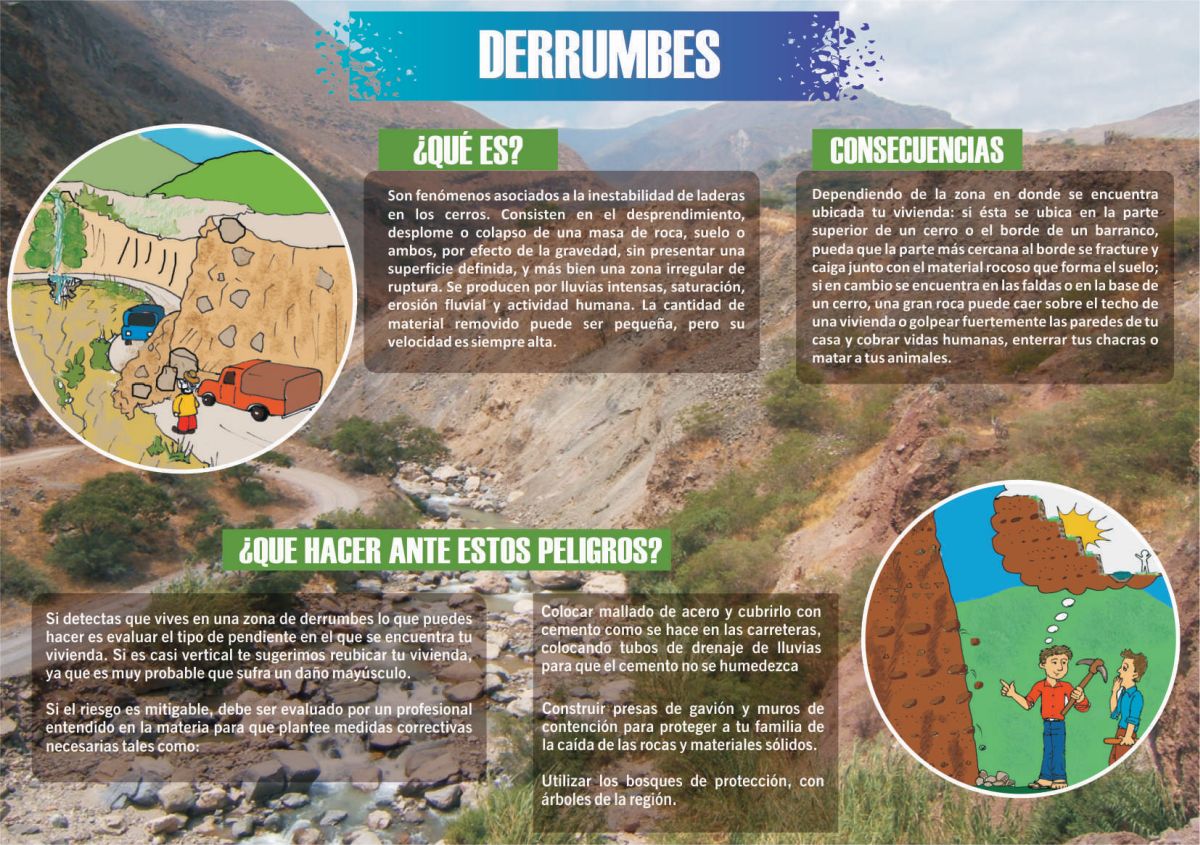 DERRUMBES
¿QUÉ ES?
Son fenómenos asociados a la inestabilidad de laderas
en los cerros. Consisten en el desprendimiento,
desplome o colapso de una masa de roca, suelo o
ambos, por efecto de la gravedad, sin presentar una
superficie definida, y más bien una zona irregular de
ruptura. Se producen por lluvias intensas, saturación,
erosión fluvial y actividad humana. La cantidad de
material removido puede ser pequeña, pero su
velocidad es siempre alta.
CONSECUENCIAS
Dependiendo de la zona en donde se encuentra
ubicada tu vivienda: si ésta se ubica en la parte
superior de un cerro o el borde de un barranco,
pueda que la parte más cercana al borde se fracture y
caiga junto con el material rocoso que forma el suelo;
si en cambio se encuentra en las faldas o en la base de
un cerro, una gran roca puede caer sobre el techo de
una vivienda o golpear fuertemente las paredes de tu
casa y cobrar vidas humanas, enterrar tus chacras o
matar a tus animales.
¿QUE HACER ANTE ESTOS PELIGROS?
Si detectas que vives en una zona de derrumbes lo que puedes
hacer es evaluar el tipo de pendiente en el que se encuentra tu
vivienda. Si es casi vertical te sugerimos reubicar tu vivienda,
ya que es muy probable que sufra un daño mayúsculo.
Si el riesgo es mitigable, debe ser evaluado por un profesional
entendido en la materia para que plantee medidas correctivas
necesarias tales como:
Colocar mallado de acero y cubrirlo con
cemento como se hace en las carreteras,
colocando tubos de drenaje de lluvias
para que el cemento no se humedezca
Construir presas de gavión y muros de
contención para proteger a tu familia de
la caída de las rocas y materiales sólidos.
Utilizar los bosques de protección, con
árboles de la región.